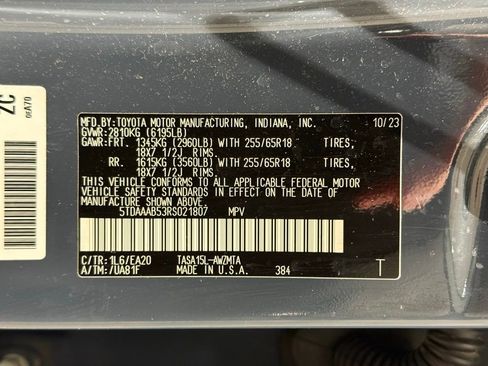 MFD.BY:TOYOTA MOTOR MANUFACTURING, INDIANA, INC. 10/23
GVWR:2810KG (6195LB)
GAWR:FRT. 1345KG (2960LB) WITH 255/65R18 TIRES,
18X7 1/2J RIMS.
RR. 1615KG (3560LB) WITH 255/65R18 TIRES,
18X7 1/2J RIMS.
THIS VEHICLE CONFORMS TO ALL APPLICABLE FEDERAL MOTOR
VEHICLE SAFETY STANDARDS IN EFFECT ON THE DATE OF
MANUFACTURE SHOWN ABOVE.
5TDAAAB53RS021807 MPV
C/TR:1L6/EA20 TASA15L-AWZMTA
A/TM:/UA81F MADE IN U.S.A. 384 T
ZC